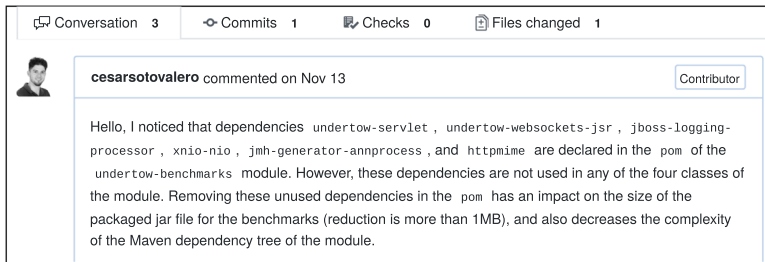 Conversation 3 Commits 1 Checks 0 Files changed 1
cesarsotovalero commented on Nov 13 Contributor
Hello, I noticed that dependencies undertow-servlet , undertow-websockets-jsr , jboss-logging-
processor , xnio-nio , jmh-generator-annprocess , and httpmime are declared in the pom of the
undertow-benchmarks module. However, these dependencies are not used in any of the four classes of
the module. Removing these unused dependencies in the pom has an impact on the size of the
packaged jar file for the benchmarks (reduction is more than 1MB), and also decreases the complexity
of the Maven dependency tree of the module.